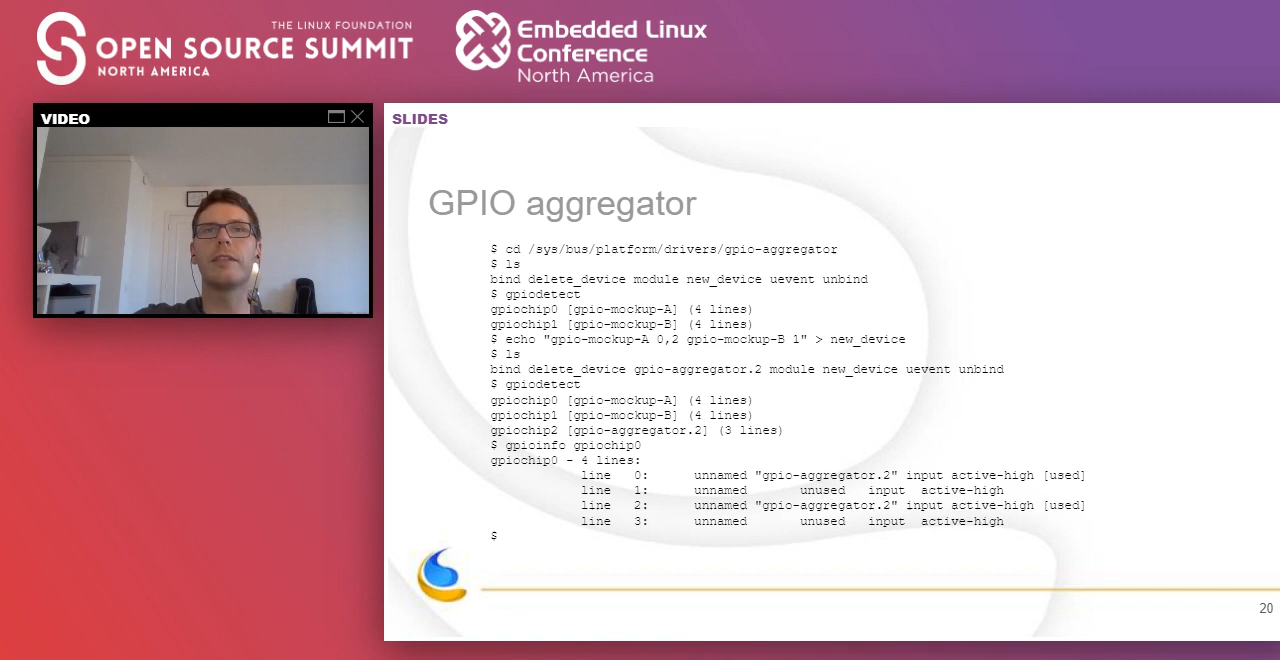 THE LINUX FOUNDATION
OPEN SOURCE SUMMIT
NORTH AMERICA
Embedded Linux
Conference
North America
VIDEO
SLIDES
GPIO aggregator
$ cd /sys/bus/platform/drivers/gpio-aggregator
$ ls
bind delete_device module new_device uevent unbind
$ gpiodetect
gpiochip0 [gpio-mockup-A] (4 lines)
gpiochip1 [gpio-mockup-B] (4 lines)
$ echo "gpio-mockup-A 0,2 gpio-mockup-B 1" > new_device
$ ls
bind delete_device gpio-aggregator.2 module new_device uevent unbind
$ gpiodetect
gpiochip0 [gpio-mockup-A] (4 lines)
gpiochip1 [gpio-mockup-B] (4 lines)
gpiochip2 [gpio-aggregator.2] (3 lines)
$ gpioinfo gpiochip0
gpiochip0 - 4 lines:
line 0: unnamed "gpio-aggregator.2" input active-high [used]
line 1: unnamed unused input active-high
line 2: unnamed "gpio-aggregator.2" input active-high [used]
line 3: unnamed unused input active-high
$
20